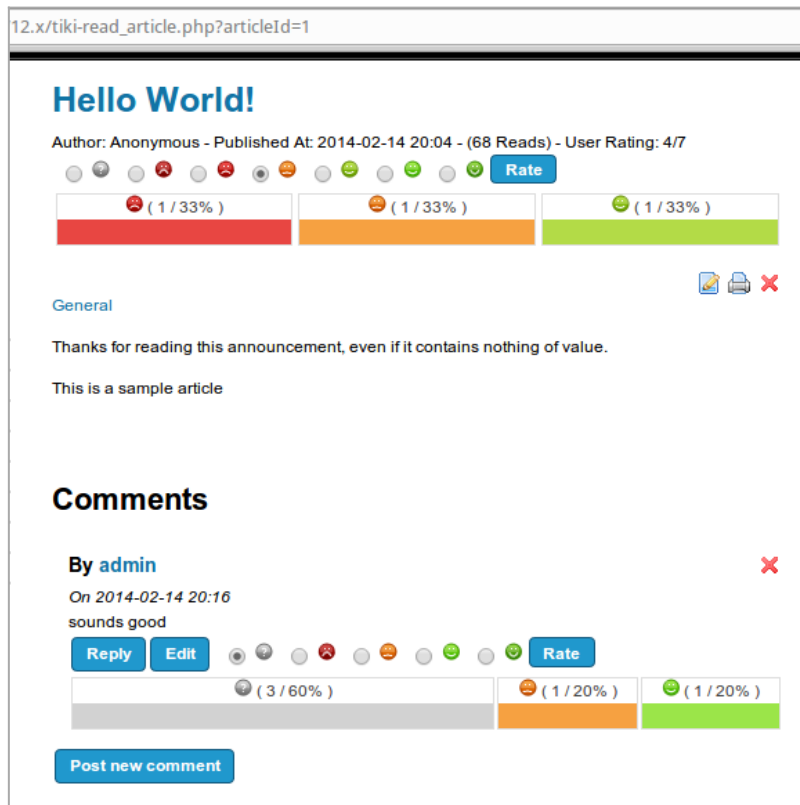 12.x/tiki-read_article.php?articleId=1
Hello World!
Author: Anonymous - Published At: 2014-02-14 20:04 - (68 Reads) - User Rating: 4/7
Rate
( 1 / 33% ) ( 1 / 33% ) ( 1 / 33% )
General
Thanks for reading this announcement, even if it contains nothing of value.
This is a sample article
Comments
By admin
On 2014-02-14 20:16
sounds good
Reply Edit Rate
( 3 / 60% ) ( 1 / 20% ) ( 1 / 20% )
Post new comment